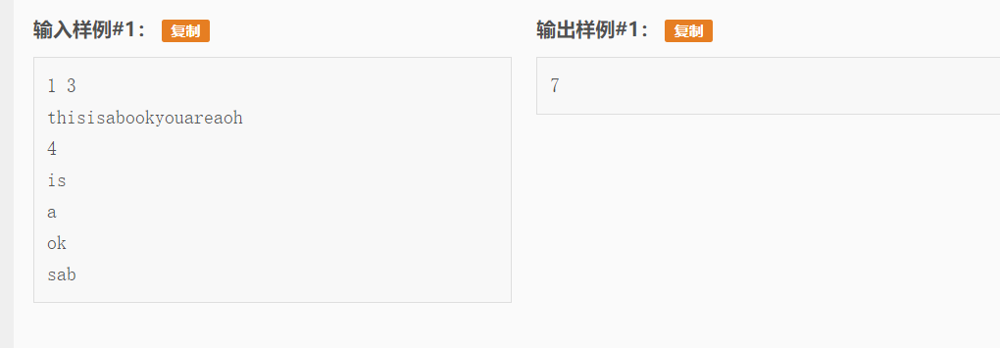 输入样例#1： 复制
1 3
thisisabookyouareaoh
4
is
a
ok
sab
输出样例#1： 复制
7